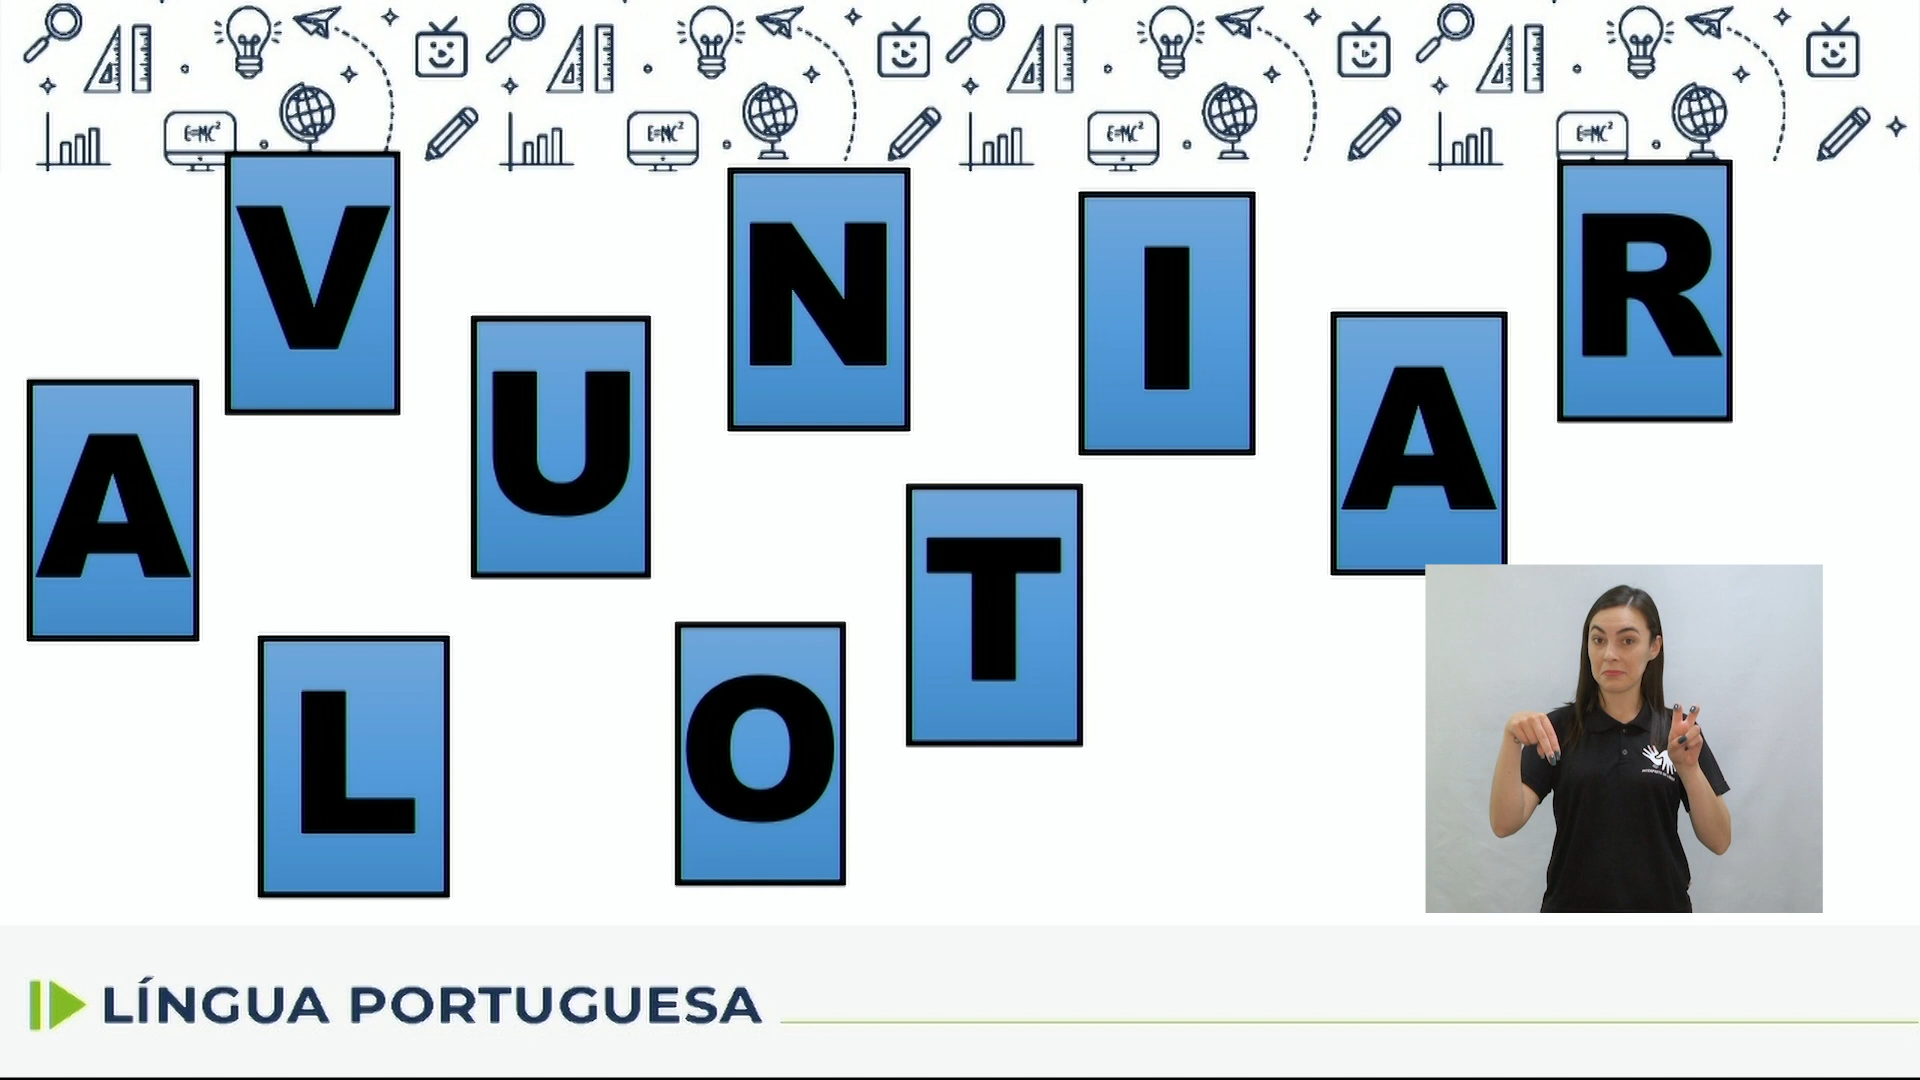 E=MC² E=MC² E=MC² E=MC²
V N I R
A U A
T
L O
LÍNGUA PORTUGUESA